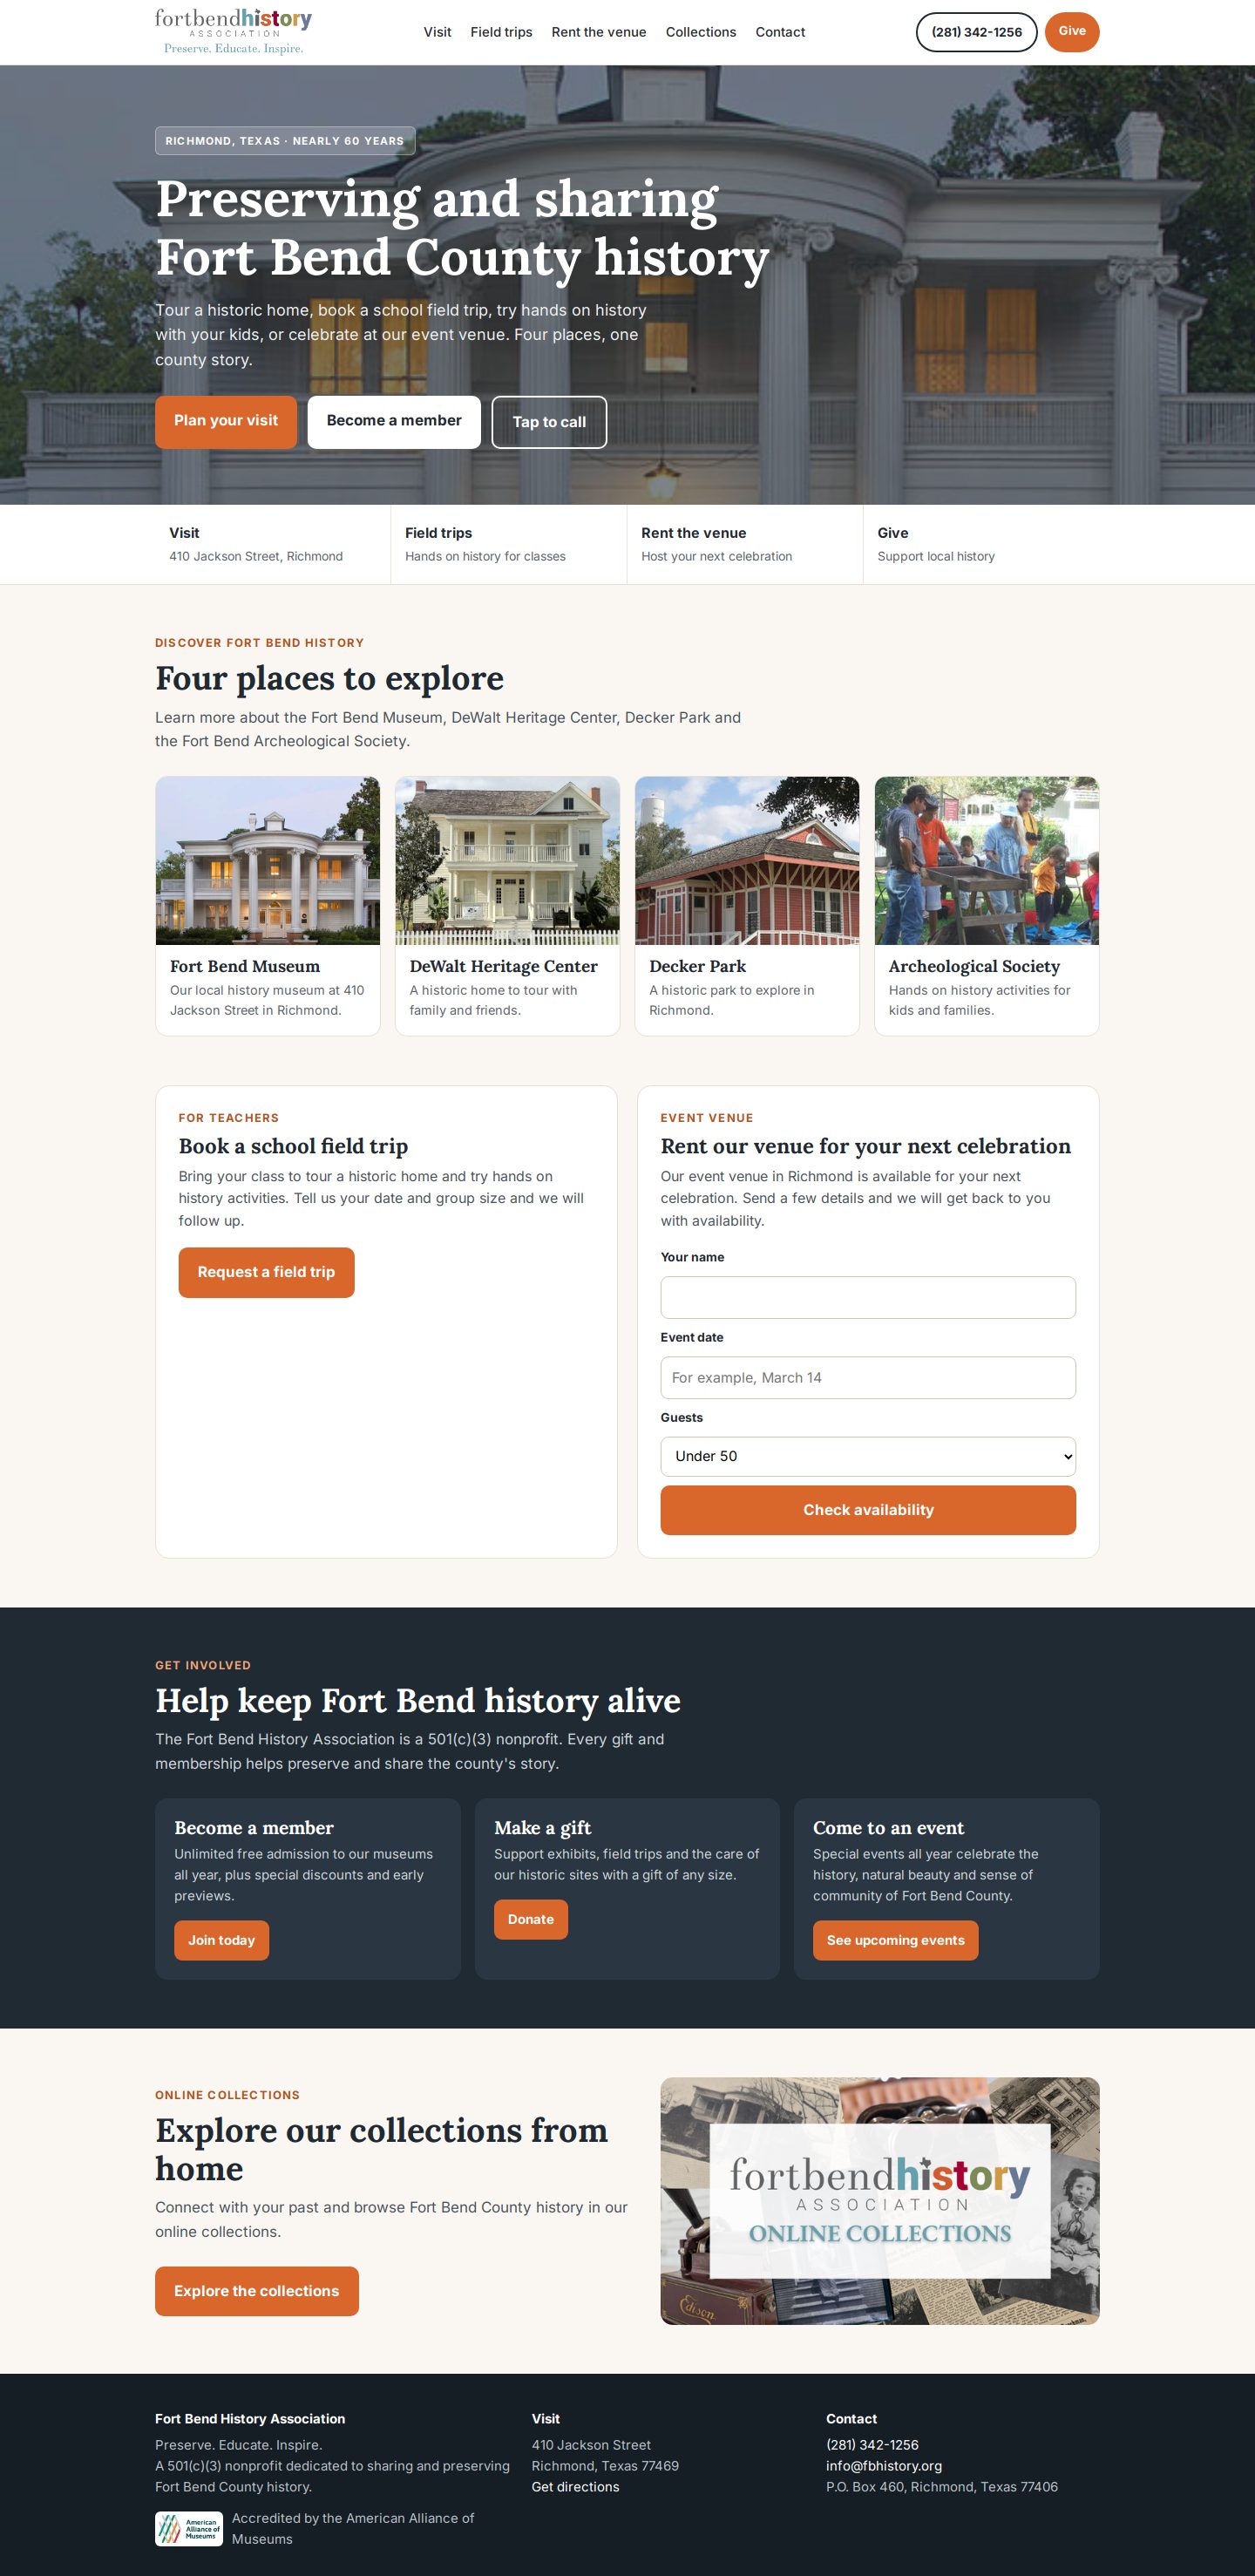 fortbendhistory
ASSOCIATION
Preserve. Educate. Inspire.
Visit
Field trips
Rent the venue
Collections
Contact
(281) 342-1256
Give
RICHMOND, TEXAS · NEARLY 60 YEARS
Preserving and sharing
Fort Bend County history
Tour a historic home, book a school field trip, try hands on history
with your kids, or celebrate at our event venue. Four places, one
county story.
Plan your visit
Become a member
Tap to call
Visit
410 Jackson Street, Richmond
Field trips
Hands on history for classes
Rent the venue
Host your next celebration
Give
Support local history
DISCOVER FORT BEND HISTORY
Four places to explore
Learn more about the Fort Bend Museum, DeWalt Heritage Center, Decker Park and
the Fort Bend Archeological Society.
Fort Bend Museum
Our local history museum at 410
Jackson Street in Richmond.
DeWalt Heritage Center
A historic home to tour with
family and friends.
Decker Park
A historic park to explore in
Richmond.
Archeological Society
Hands on history activities for
kids and families.
FOR TEACHERS
Book a school field trip
Bring your class to tour a historic home and try hands on
history activities. Tell us your date and group size and we will
follow up.
Request a field trip
EVENT VENUE
Rent our venue for your next celebration
Our event venue in Richmond is available for your next
celebration. Send a few details and we will get back to you
with availability.
Your name
Event date
For example, March 14
Guests
Under 50
Check availability
GET INVOLVED
Help keep Fort Bend history alive
The Fort Bend History Association is a 501(c)(3) nonprofit. Every gift and
membership helps preserve and share the county's story.
Become a member
Unlimited free admission to our museums
all year, plus special discounts and early
previews.
Join today
Make a gift
Support exhibits, field trips and the care of
our historic sites with a gift of any size.
Donate
Come to an event
Special events all year celebrate the
history, natural beauty and sense of
community of Fort Bend County.
See upcoming events
ONLINE COLLECTIONS
Explore our collections from
home
Connect with your past and browse Fort Bend County history in our
online collections.
Explore the collections
fortbendhistory
ASSOCIATION
ONLINE COLLECTIONS
Edison
Fort Bend History Association
Preserve. Educate. Inspire.
A 501(c)(3) nonprofit dedicated to sharing and preserving
Fort Bend County history.
American
Alliance of
Museums
Accredited by the American Alliance of
Museums
Visit
410 Jackson Street
Richmond, Texas 77469
Get directions
Contact
(281) 342-1256
info@fbhistory.org
P.O. Box 460, Richmond, Texas 77406